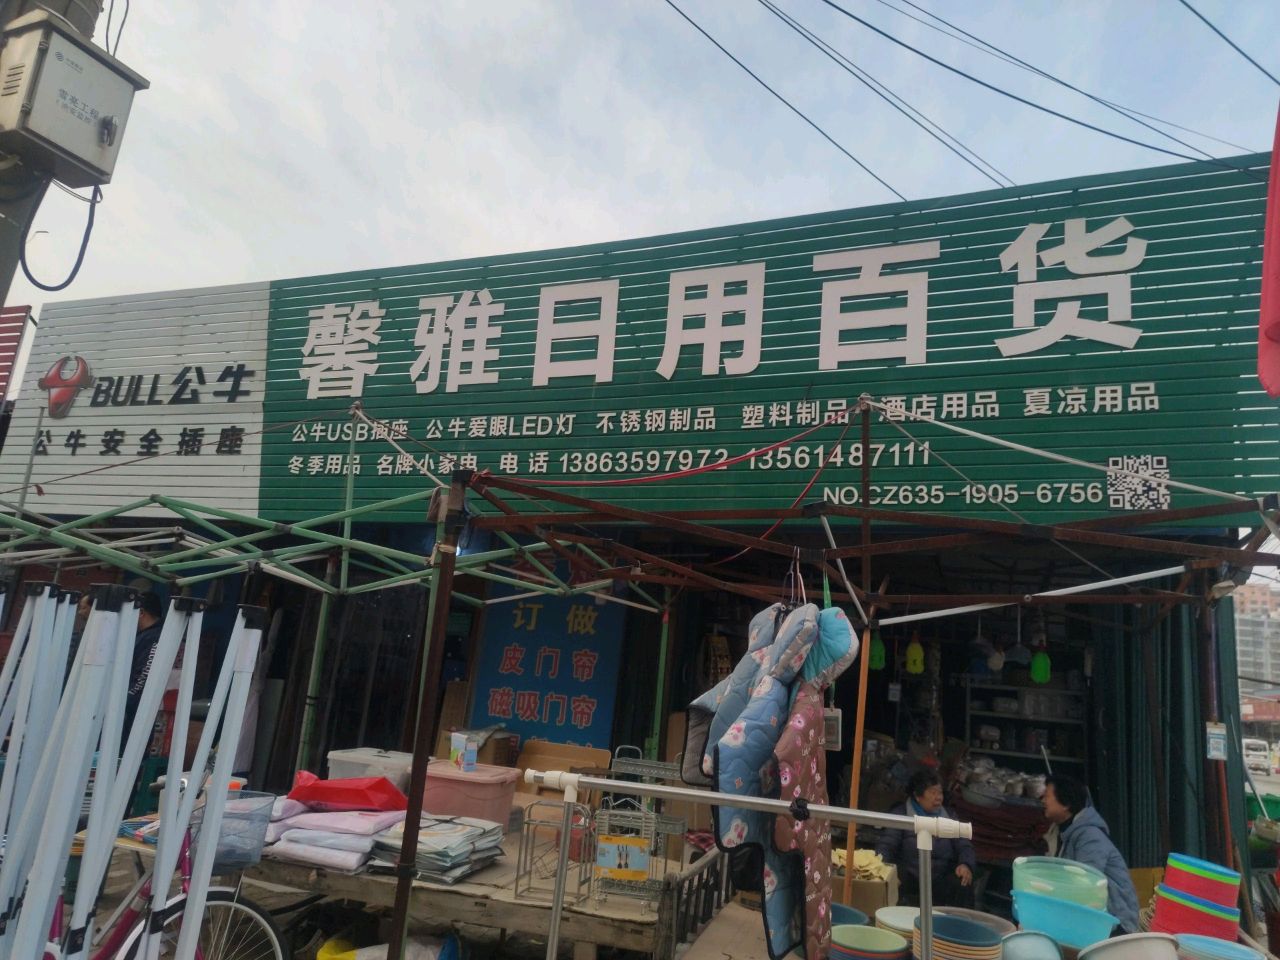 雪亮工程
馨雅日用百货
BULL公牛
公牛安全插座
公牛USB插座 公牛爱眼LED灯 不锈钢制品 塑料制品 酒店用品 夏凉用品
冬季用品 名牌小家电 电话 13863597972 13561487111
NO.CZ635-1905-6756
订做
皮门帘
磁吸门帘